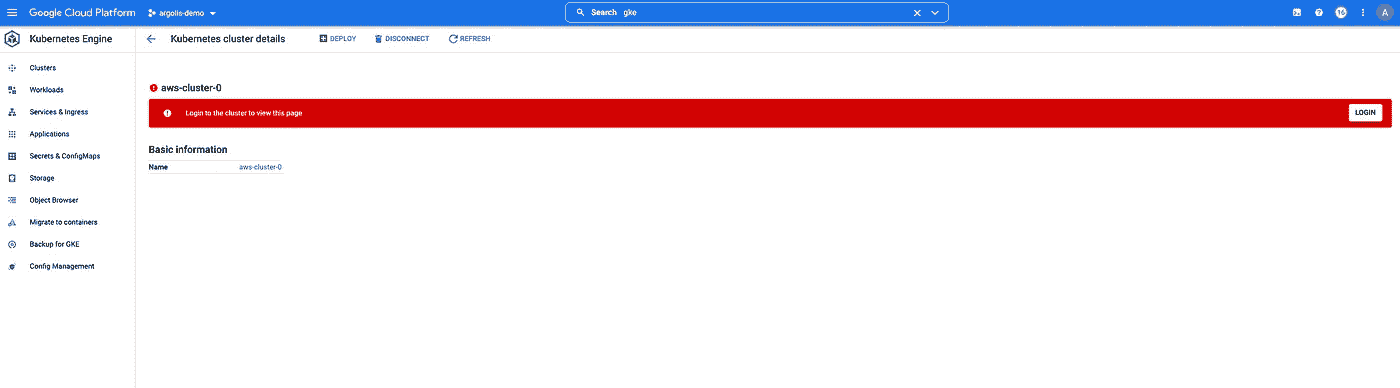 Google Cloud Platform argolis-demo Search gke 16 A
Kubernetes Engine Kubernetes cluster details DEPLOY DISCONNECT REFRESH
Clusters
Workloads
Services & Ingress
Applications
Secrets & ConfigMaps
Storage
Object Browser
Migrate to containers
Backup for GKE
Config Management
aws-cluster-0
Login to the cluster to view this page LOGIN
Basic information
Name aws-cluster-0